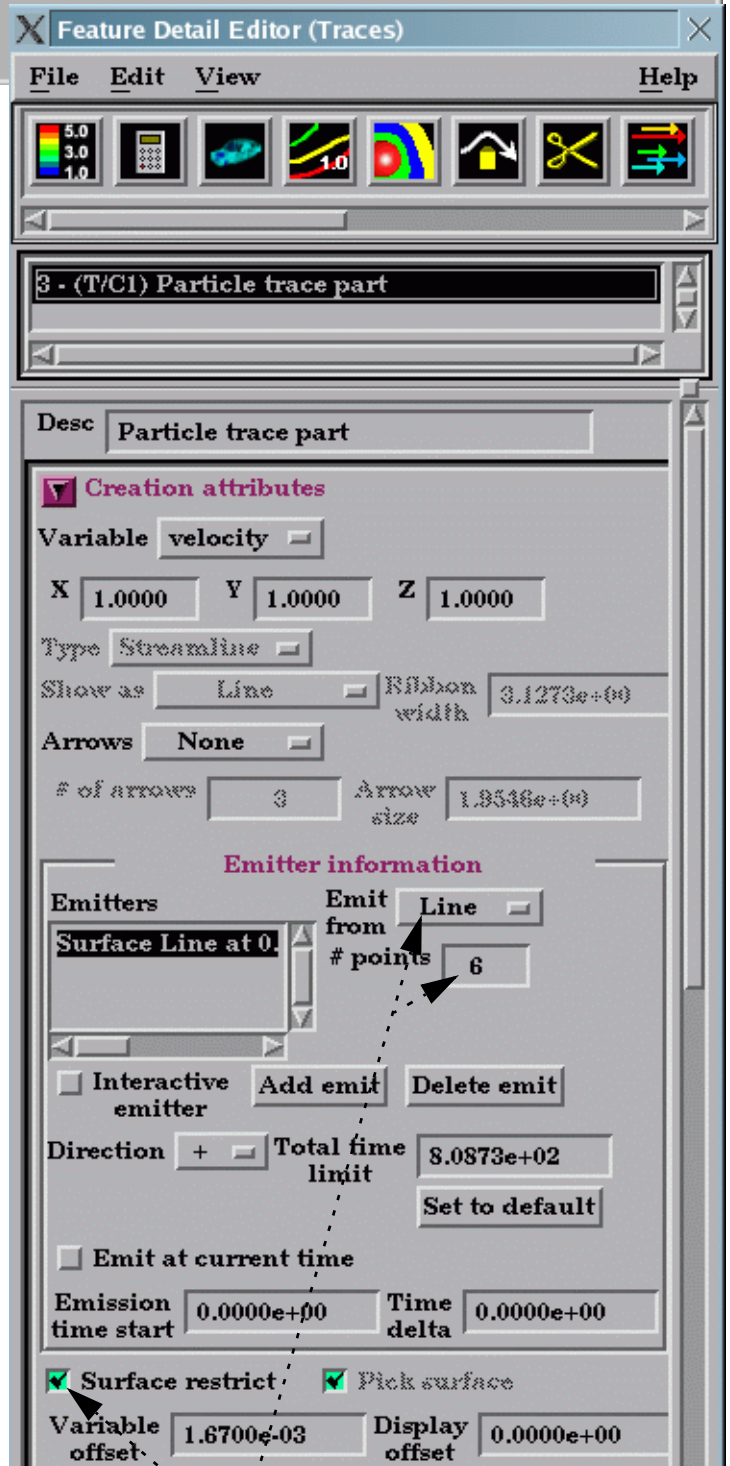 Feature Detail Editor (Traces)
File Edit View Help
5.0
3.0
1.0
1.0
3 - (T/C1) Particle trace part
Desc Particle trace part
Creation attributes
Variable velocity
X 1.0000 Y 1.0000 Z 1.0000
Type Streamline
Show as Line Ribbon width 3.1273e+00
Arrows None
# of arrows 3 Arrow size 1.9546e+00
Emitter information
Emitters Emit from Line
Surface Line at 0. # points 6
Interactive emitter Add emit Delete emit
Direction + Total time limit 8.0873e+02
Set to default
Emit at current time
Emission time start 0.0000e+00 Time delta 0.0000e+00
Surface restrict Pick surface
Variable offset 1.6700e-03 Display offset 0.0000e+00